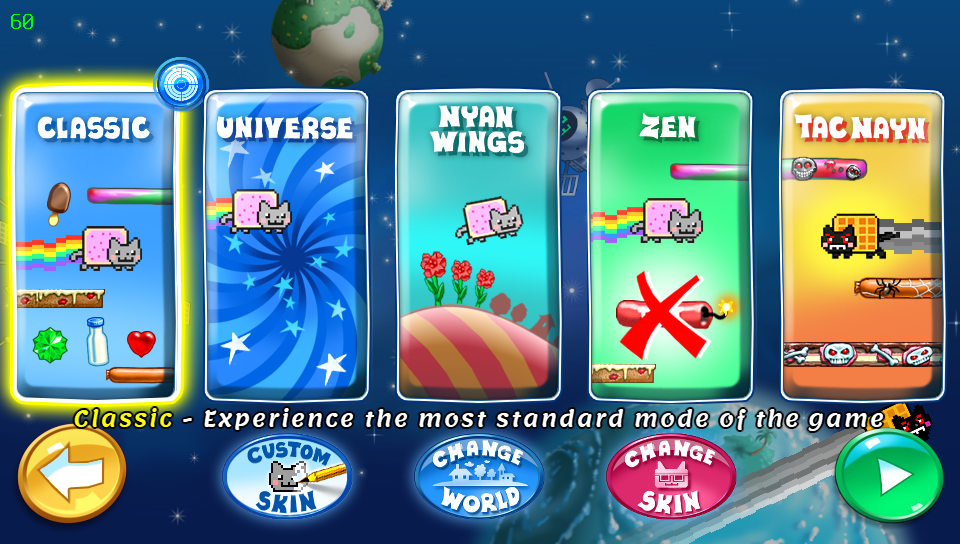 60
CLASSIC
UNIVERSE
NYAN
WINGS
ZEN
TAC NAYN
Classic - Experience the most standard mode of the game
CUSTOM
SKIN
CHANGE
WORLD
CHANGE
SKIN